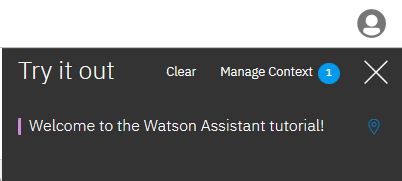 Try it out Clear Manage Context 1
Welcome to the Watson Assistant tutorial!